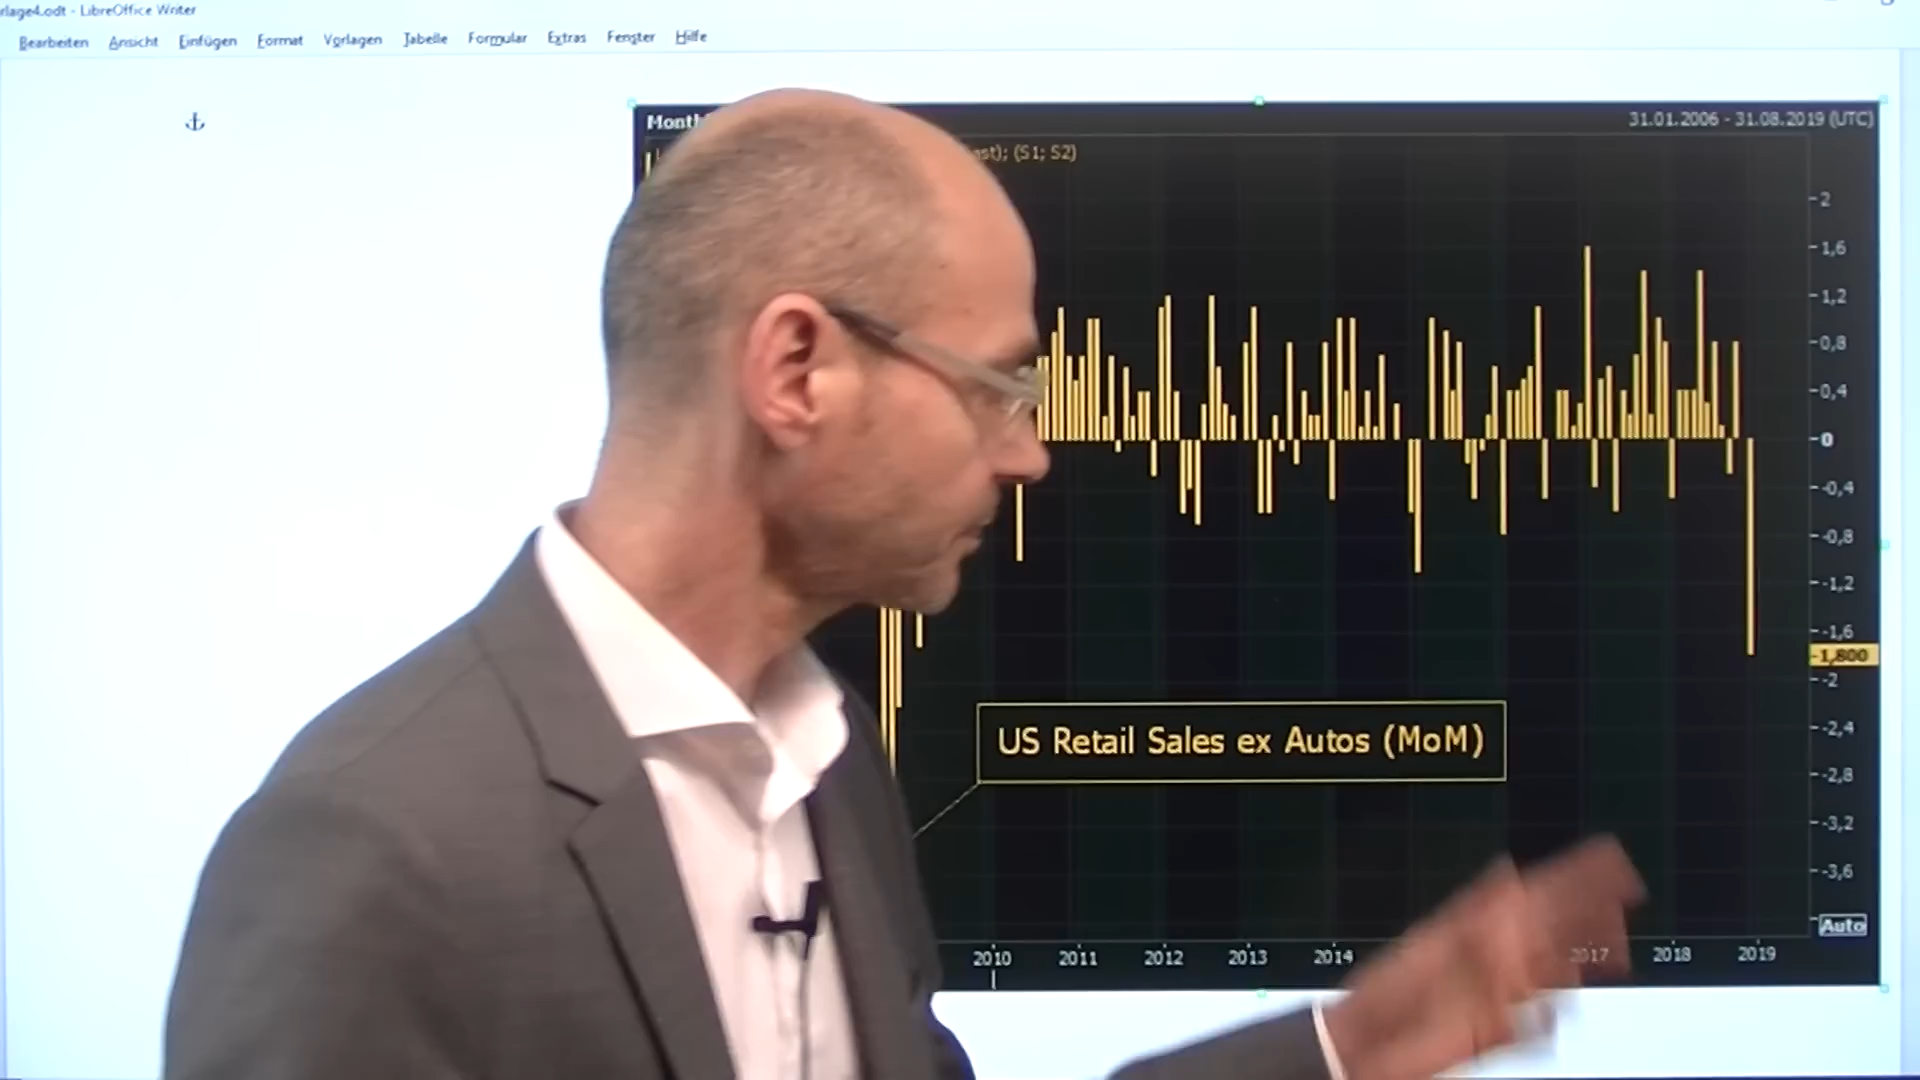 rlage4.odt - LibreOffice Writer
Bearbeiten Ansicht Einfügen Format Vorlagen Tabelle Formular Extras Fenster Hilfe
31.01.2006 - 31.08.2019 (UTC)
(S1; S2)
2
1,6
1,2
0,8
0,4
0
-0,4
-0,8
-1,2
-1,6
-1,800
-2
-2,4
-2,8
-3,2
-3,6
Auto
US Retail Sales ex Autos (MoM)
2010 2011 2012 2013 2014 2017 2018 2019